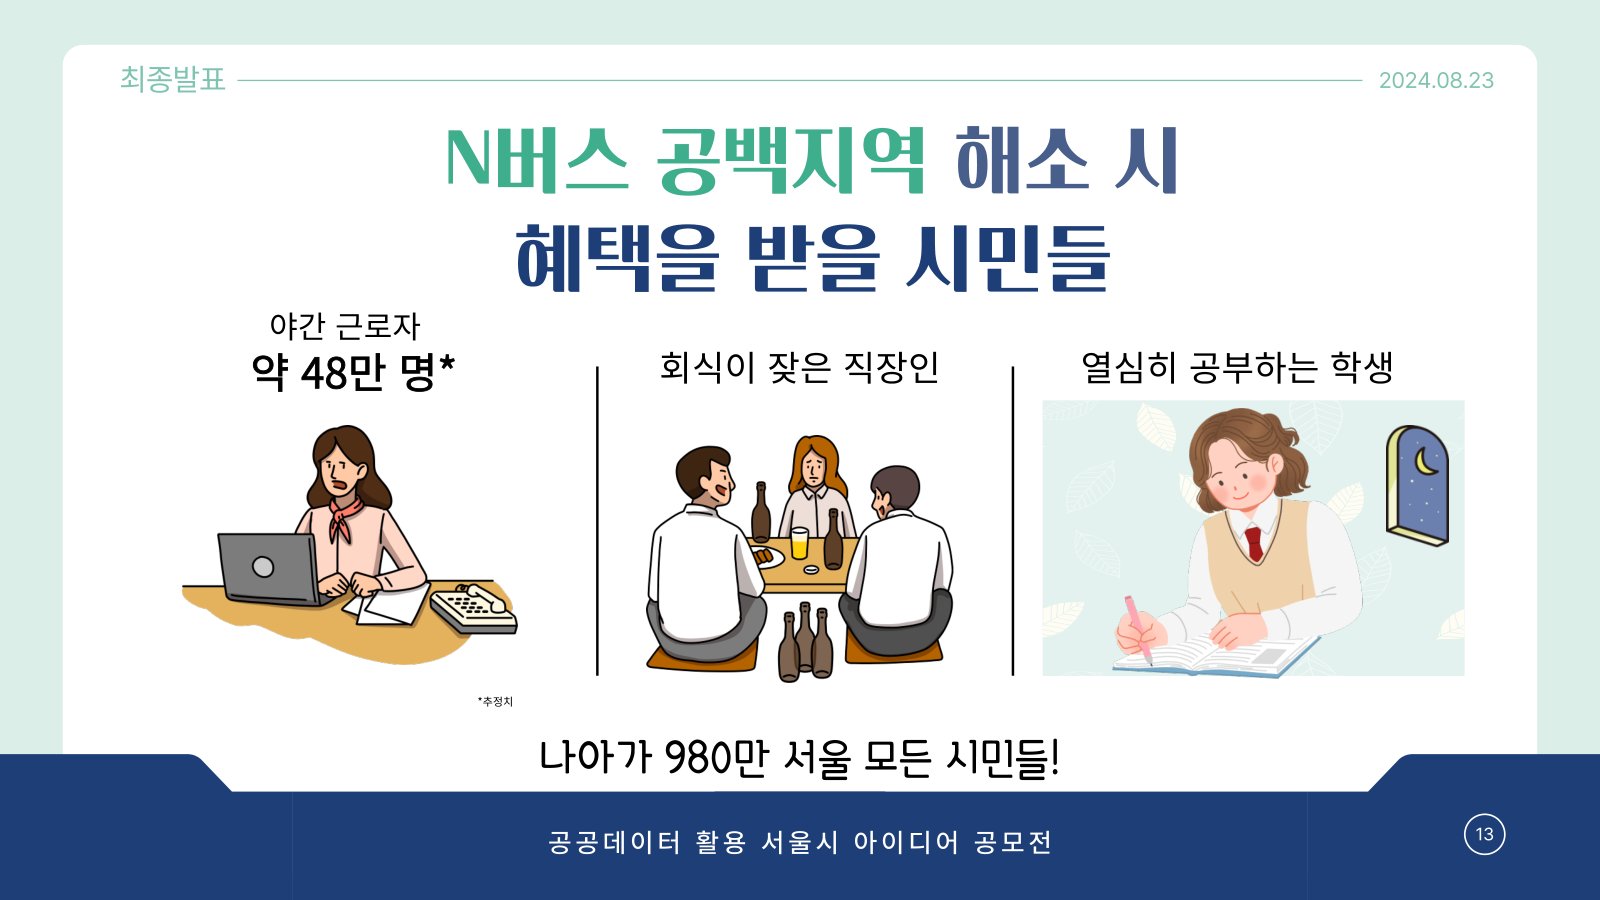 최종발표
2024.08.23
N버스 공백지역 해소 시
혜택을 받을 시민들
야간 근로자
약 48만 명*
회식이 잦은 직장인
열심히 공부하는 학생
*추정치
나아가 980만 서울 모든 시민들!
공공데이터 활용 서울시 아이디어 공모전
13